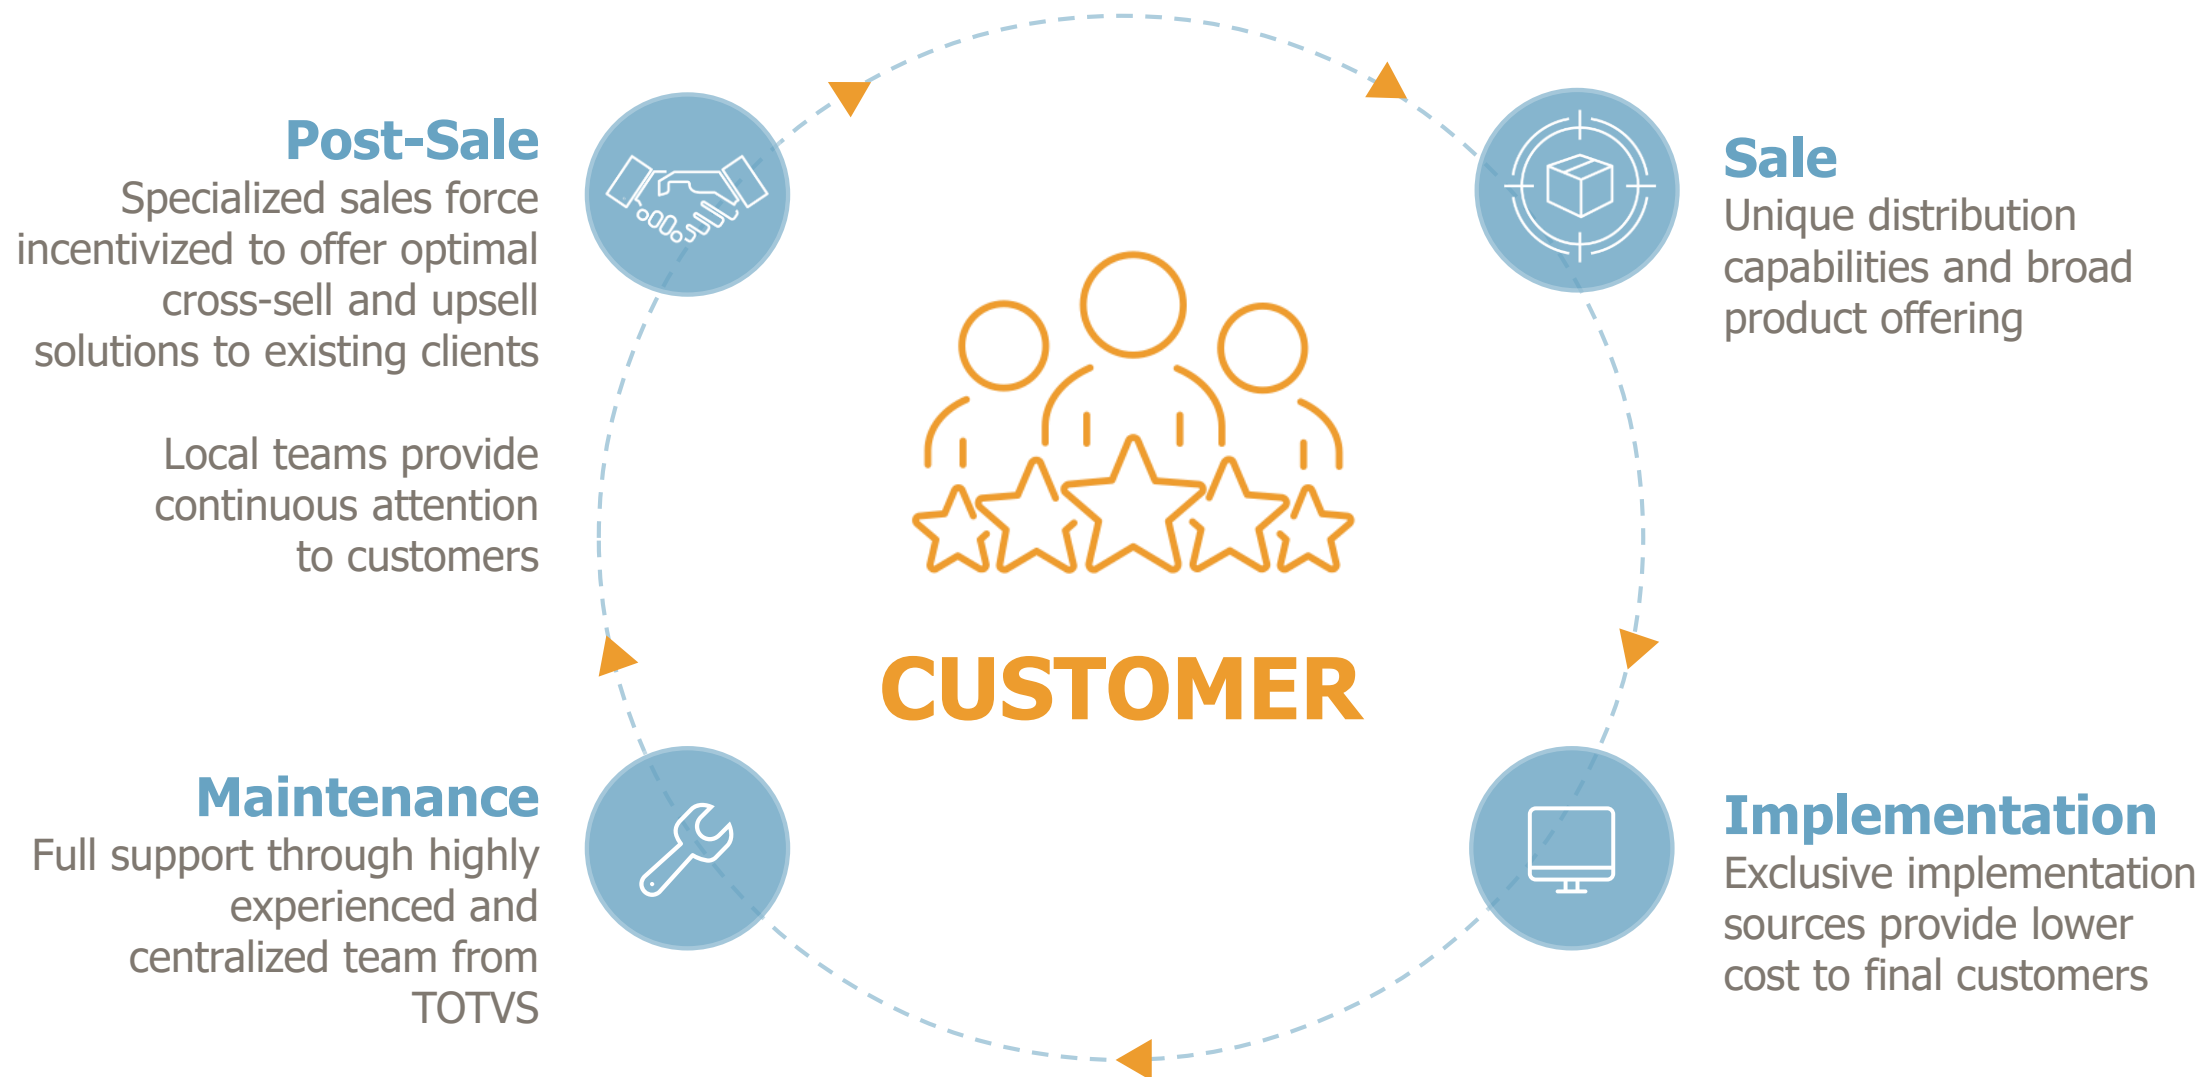 Post-Sale
Specialized sales force
incentivized to offer optimal
cross-sell and upsell
solutions to existing clients
Local teams provide
continuous attention
to customers
Sale
Unique distribution
capabilities and broad
product offering
CUSTOMER
Maintenance
Full support through highly
experienced and
centralized team from
TOTVS
Implementation
Exclusive implementation
sources provide lower
cost to final customers